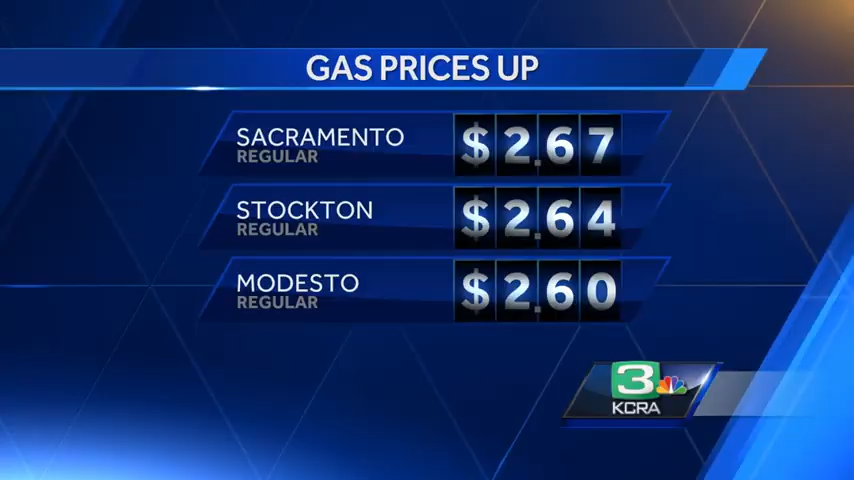 GAS PRICES UP
SACRAMENTO
REGULAR
$2.67
STOCKTON
REGULAR
$2.64
MODESTO
REGULAR
$2.60
3
KCRA